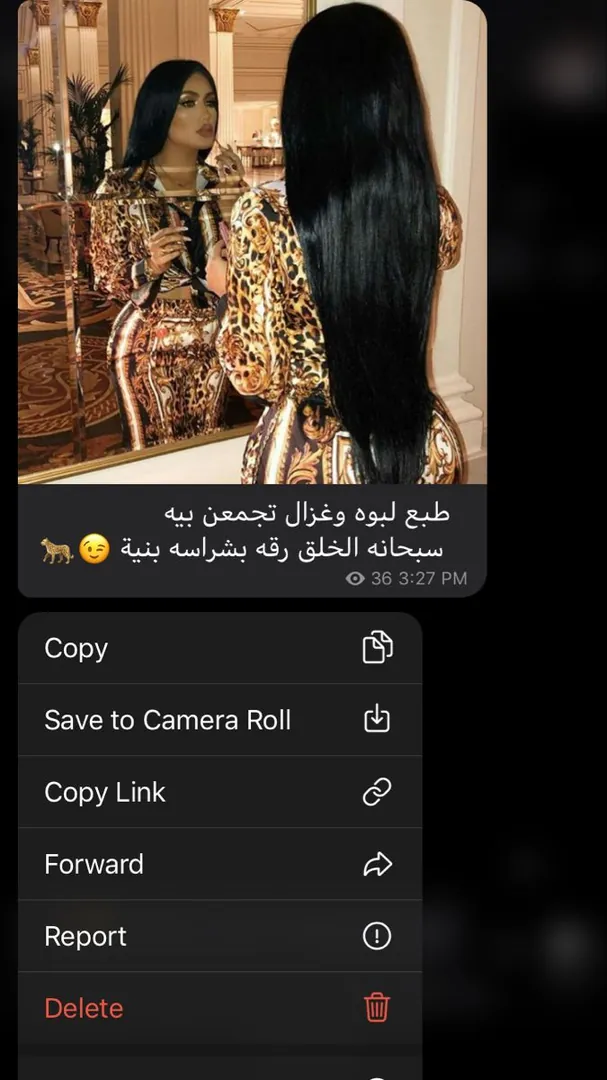 طبع لبوه وغزال تجمعن بيه
سبحانه الخلق رقه بشراسه بنية 😉🐆
36 3:27 PM
Copy
Save to Camera Roll
Copy Link
Forward
Report
Delete